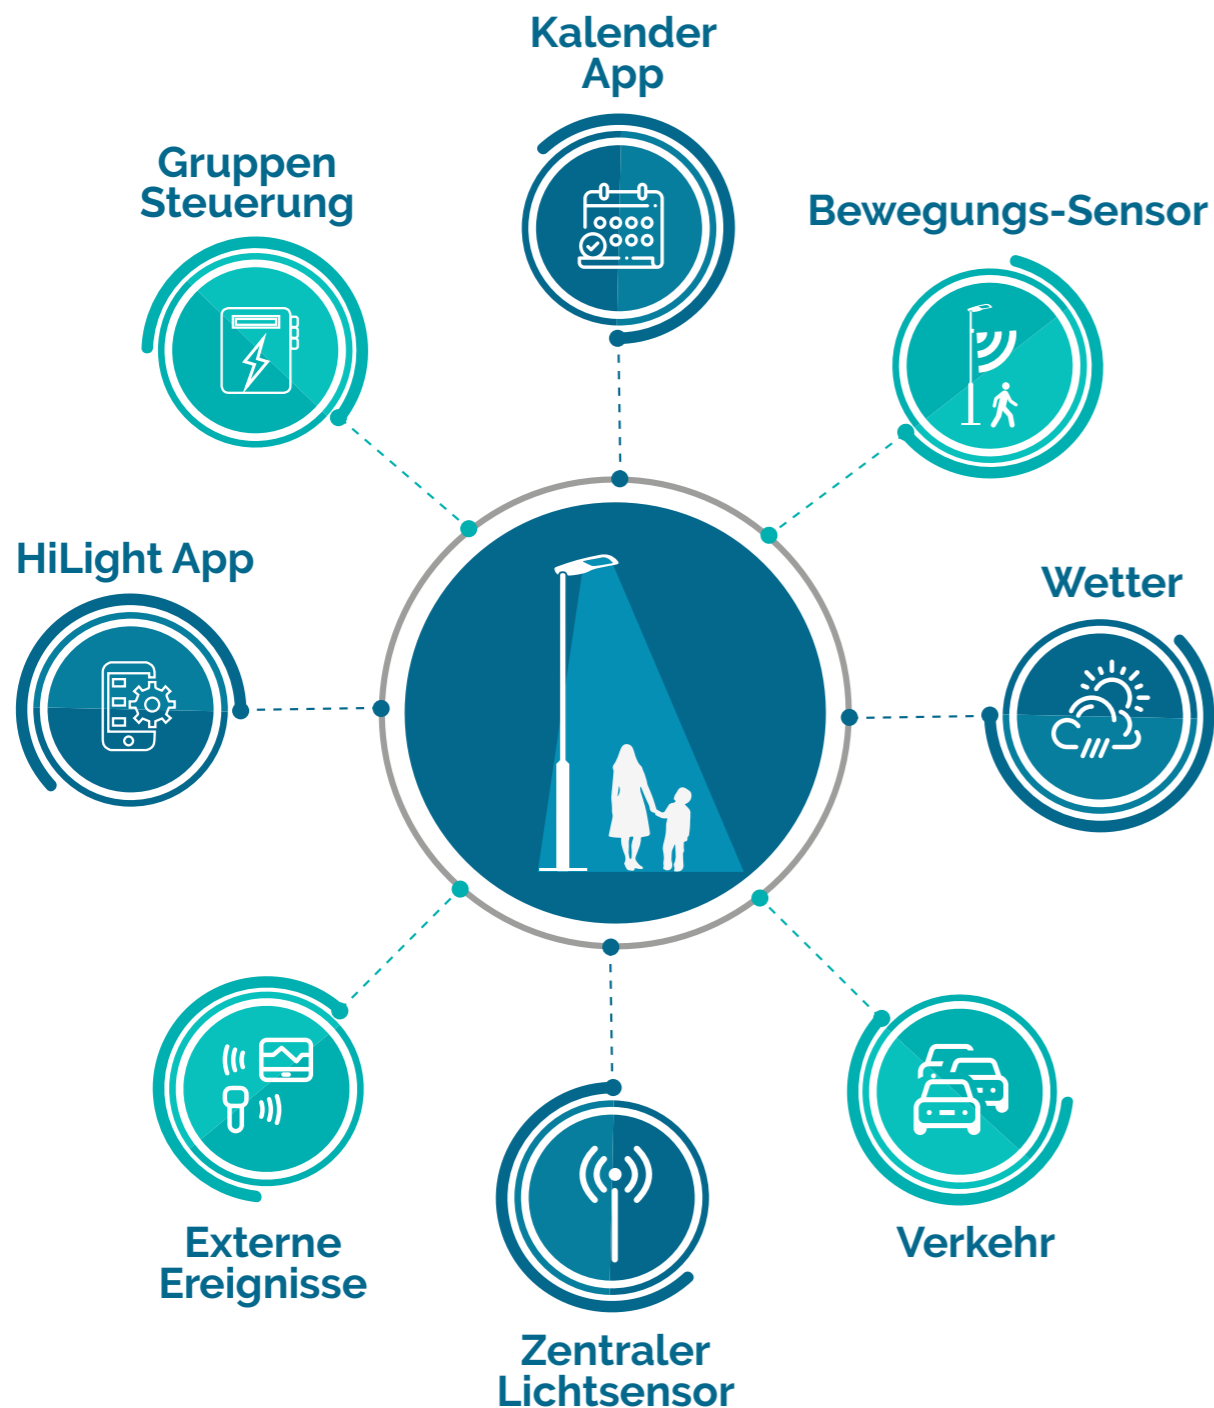 Kalender
App
Gruppen
Steuerung
Bewegungs-Sensor
HiLight App
Wetter
Externe
Ereignisse
Verkehr
Zentraler
Lichtsensor